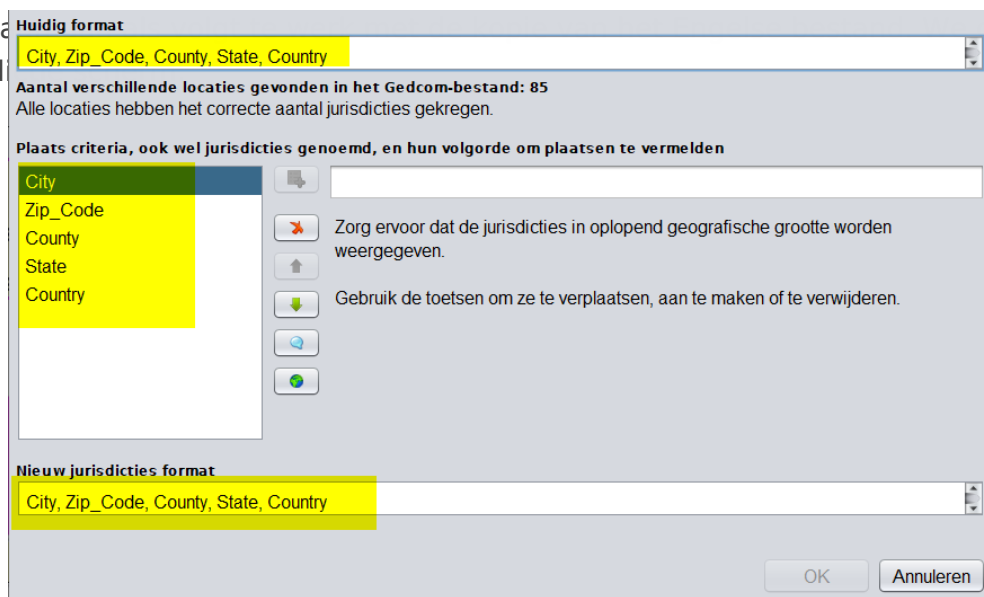 Huidig format
City, Zip_Code, County, State, Country
Aantal verschillende locaties gevonden in het Gedcom-bestand: 85
Alle locaties hebben het correcte aantal jurisdicties gekregen.
Plaats criteria, ook wel jurisdicties genoemd, en hun volgorde om plaatsen te vermelden
City
Zip_Code
County
State
Country
Zorg ervoor dat de jurisdicties in oplopend geografische grootte worden
weergegeven.
Gebruik de toetsen om ze te verplaatsen, aan te maken of te verwijderen.
Nieuw jurisdicties format
City, Zip_Code, County, State, Country
OK
Annuleren